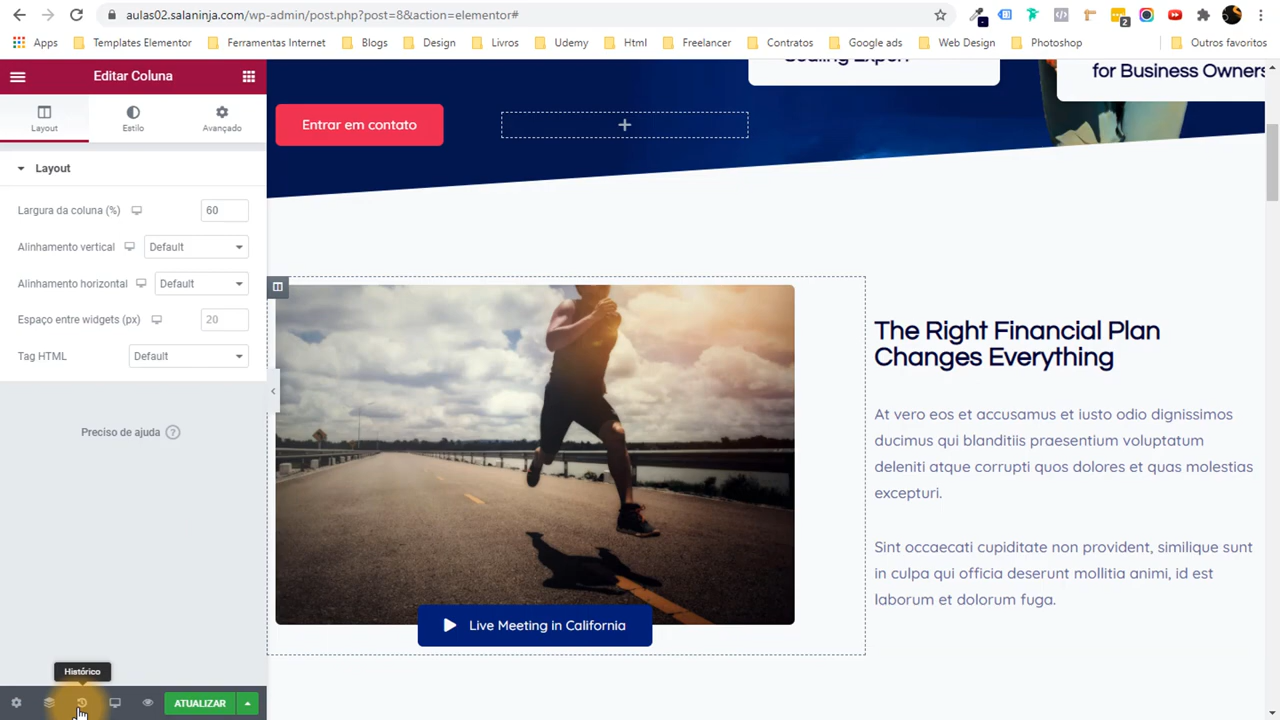 aulas02.salaninja.com/wp-admin/post.php?post=8&action=elementor#
2
Apps
Templates Elementor
Ferramentas Internet
Blogs
Design
Livros
Udemy
Html
Freelancer
Contratos
Google ads
Web Design
Photoshop
Outros favoritos
Editar Coluna
Layout
Estilo
Avançado
Layout
Largura da coluna (%)
60
Alinhamento vertical
Default
Alinhamento horizontal
Default
Espaço entre widgets (px)
20
Tag HTML
Default
Preciso de ajuda ?
Histórico
ATUALIZAR
Scaling Expert
for Business Owners
Entrar em contato
+
The Right Financial Plan
Changes Everything
At vero eos et accusamus et iusto odio dignissimos
ducimus qui blanditiis praesentium voluptatum
deleniti atque corrupti quos dolores et quas molestias
excepturi.
Sint occaecati cupiditate non provident, similique sunt
in culpa qui officia deserunt mollitia animi, id est
laborum et dolorum fuga.
Live Meeting in California